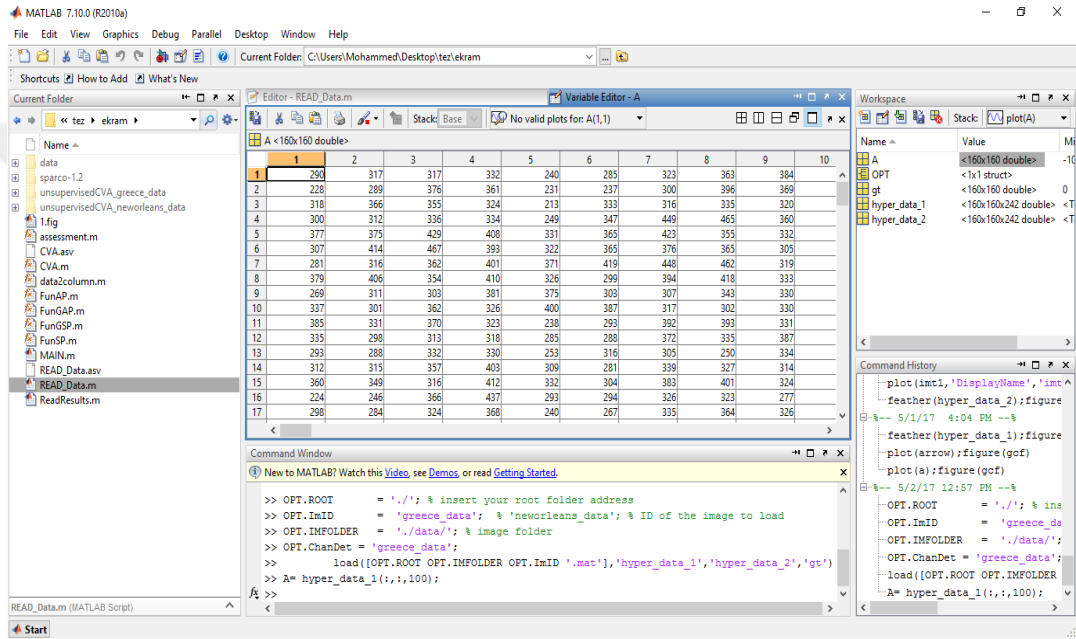 MATLAB 7.10.0 (R2010a)
File Edit View Graphics Debug Parallel Desktop Window Help
Current Folder: C:\Users\Mohammed\Desktop\tez\ekram
Shortcuts How to Add What's New
Current Folder
« tez ekram
Name
data
sparco-1.2
unsupervisedCVA_greece_data
unsupervisedCVA_neworleans_data
1.fig
assessment.m
CVA.asv
CVA.m
data2column.m
FunAP.m
FunGAP.m
FunGSP.m
FunSP.m
MAIN.m
READ_Data.asv
READ_Data.m
ReadResults.m
READ_Data.m (MATLAB Script)
Start
Editor - READ_Data.m
Variable Editor - A
Stack: Base No valid plots for: A(1,1)
A <160x160 double>
1 2 3 4 5 6 7 8 9 10
1 290 317 317 332 240 285 323 363 384
2 228 289 376 361 231 237 300 396 369
3 318 366 355 324 213 333 316 335 320
4 300 312 336 334 249 347 449 465 360
5 377 375 429 408 331 365 423 355 332
6 307 414 467 393 322 365 376 365 305
7 281 316 362 401 371 419 448 462 319
8 379 406 354 410 326 299 394 418 333
9 269 311 303 381 375 303 307 343 330
10 337 301 362 326 400 387 317 302 330
11 385 331 370 323 238 293 392 393 331
12 335 298 313 318 285 288 372 335 387
13 293 288 332 330 253 316 305 250 334
14 312 315 357 403 309 281 339 327 314
15 360 349 316 412 332 304 383 401 324
16 224 246 366 437 293 294 326 323 277
17 298 284 324 368 240 267 335 364 326
Command Window
New to MATLAB? Watch this Video, see Demos, or read Getting Started.
>> OPT.ROOT = './'; % insert your root folder address
>> OPT.ImID = 'greece_data'; % 'neworleans_data'; % ID of the image to load
>> OPT.IMFOLDER = './data/'; % image folder
>> OPT.ChanDet = 'greece_data';
>> load([OPT.ROOT OPT.IMFOLDER OPT.ImID '.mat'],'hyper_data_1','hyper_data_2','gt')
>> A= hyper_data_1(:,:,100);
fx >>
Workspace
Stack: plot(A)
Name Value Mi
A <160x160 double> -10
OPT <1x1 struct>
gt <160x160 double> 0
hyper_data_1 <160x160x242 double> <T
hyper_data_2 <160x160x242 double> <T
Command History
plot(imt1,'DisplayName','imt
feather(hyper_data_2);figure
%-- 5/1/17 4:04 PM --%
feather(hyper_data_1);figure
plot(arrow);figure(gcf)
plot(a);figure(gcf)
%-- 5/2/17 12:57 PM --%
OPT.ROOT = './'; % ins
OPT.ImID = 'greece_da
OPT.IMFOLDER = './data/';
OPT.ChanDet = 'greece_data';
load([OPT.ROOT OPT.IMFOLDER
A= hyper_data_1(:,:,100);